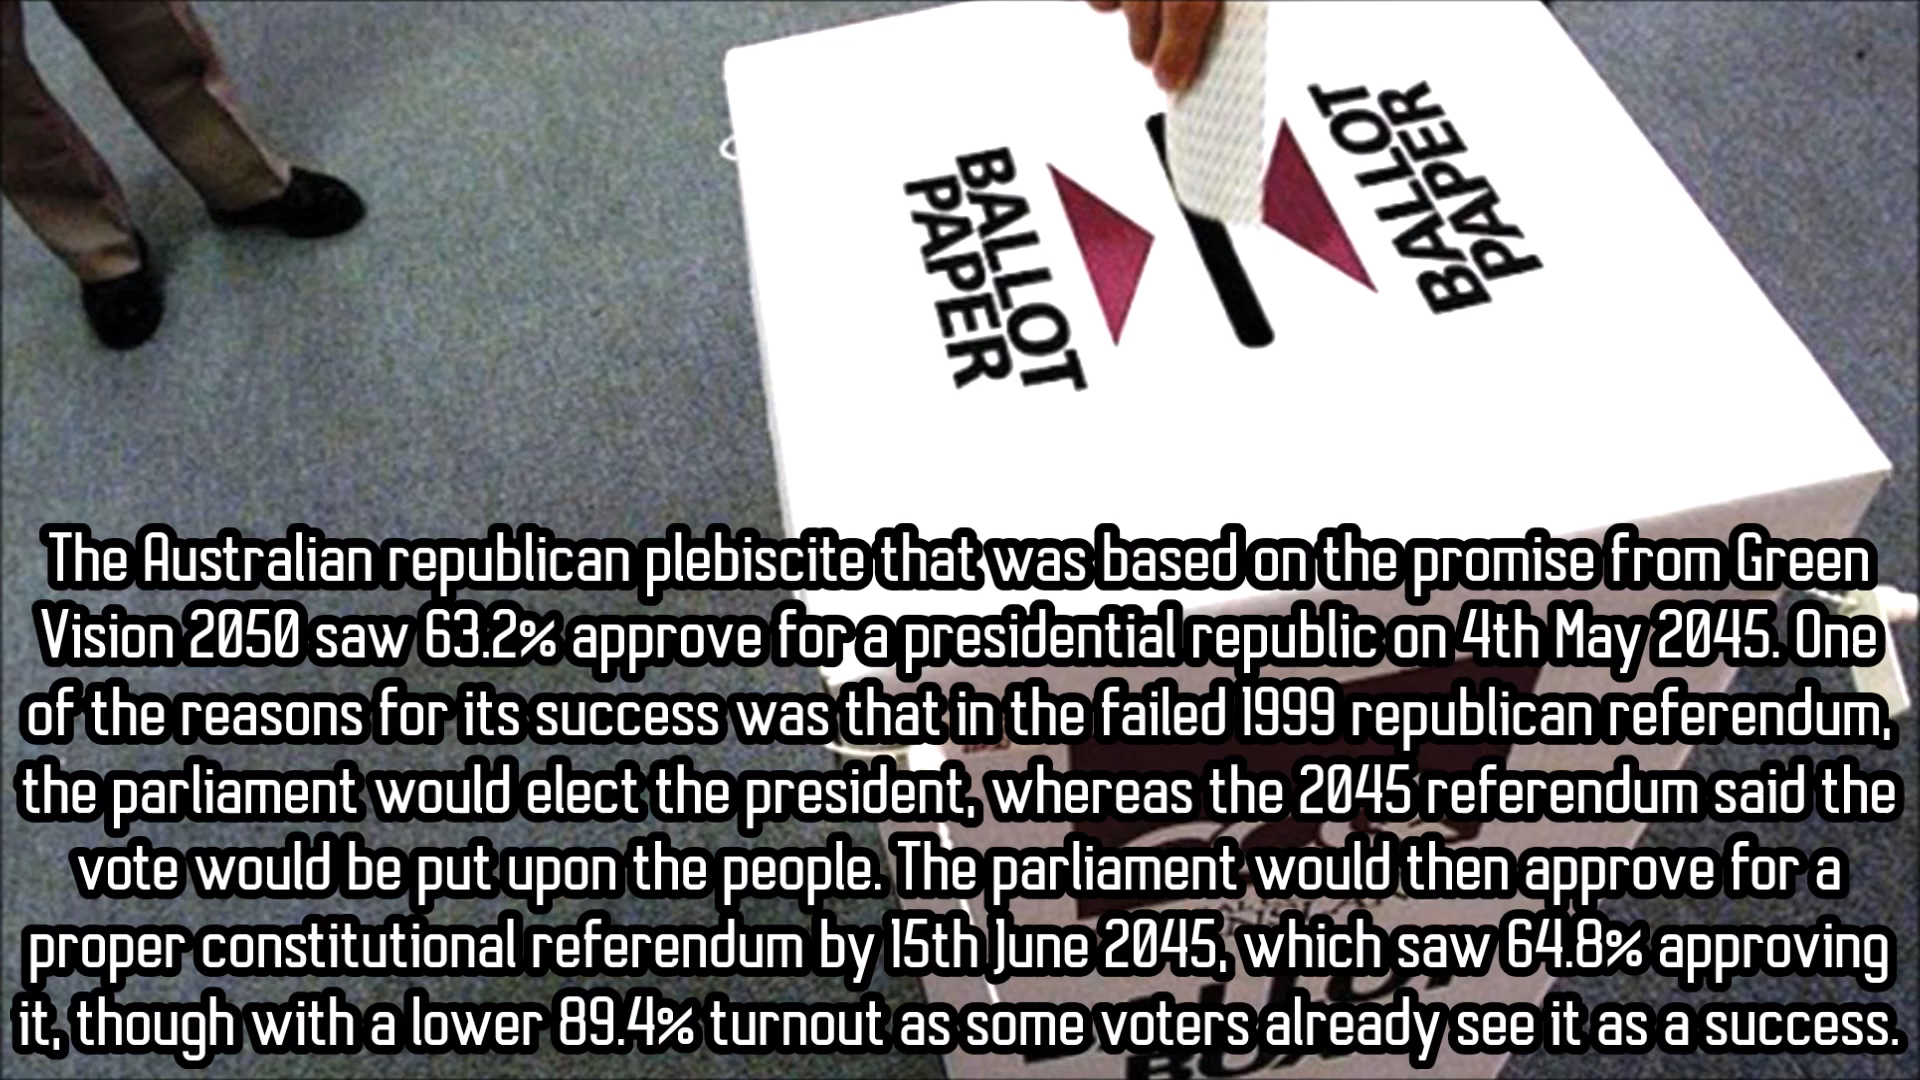 BALLOT
PAPER
BALLOT
PAPER
The Australian republican plebiscite that was based on the promise from Green
Vision 2050 saw 63.2% approve for a presidential republic on 4th May 2045. One
of the reasons for its success was that in the failed 1999 republican referendum,
the parliament would elect the president, whereas the 2045 referendum said the
vote would be put upon the people. The parliament would then approve for a
proper constitutional referendum by 15th June 2045, which saw 64.8% approving
it, though with a lower 89.4% turnout as some voters already see it as a success.